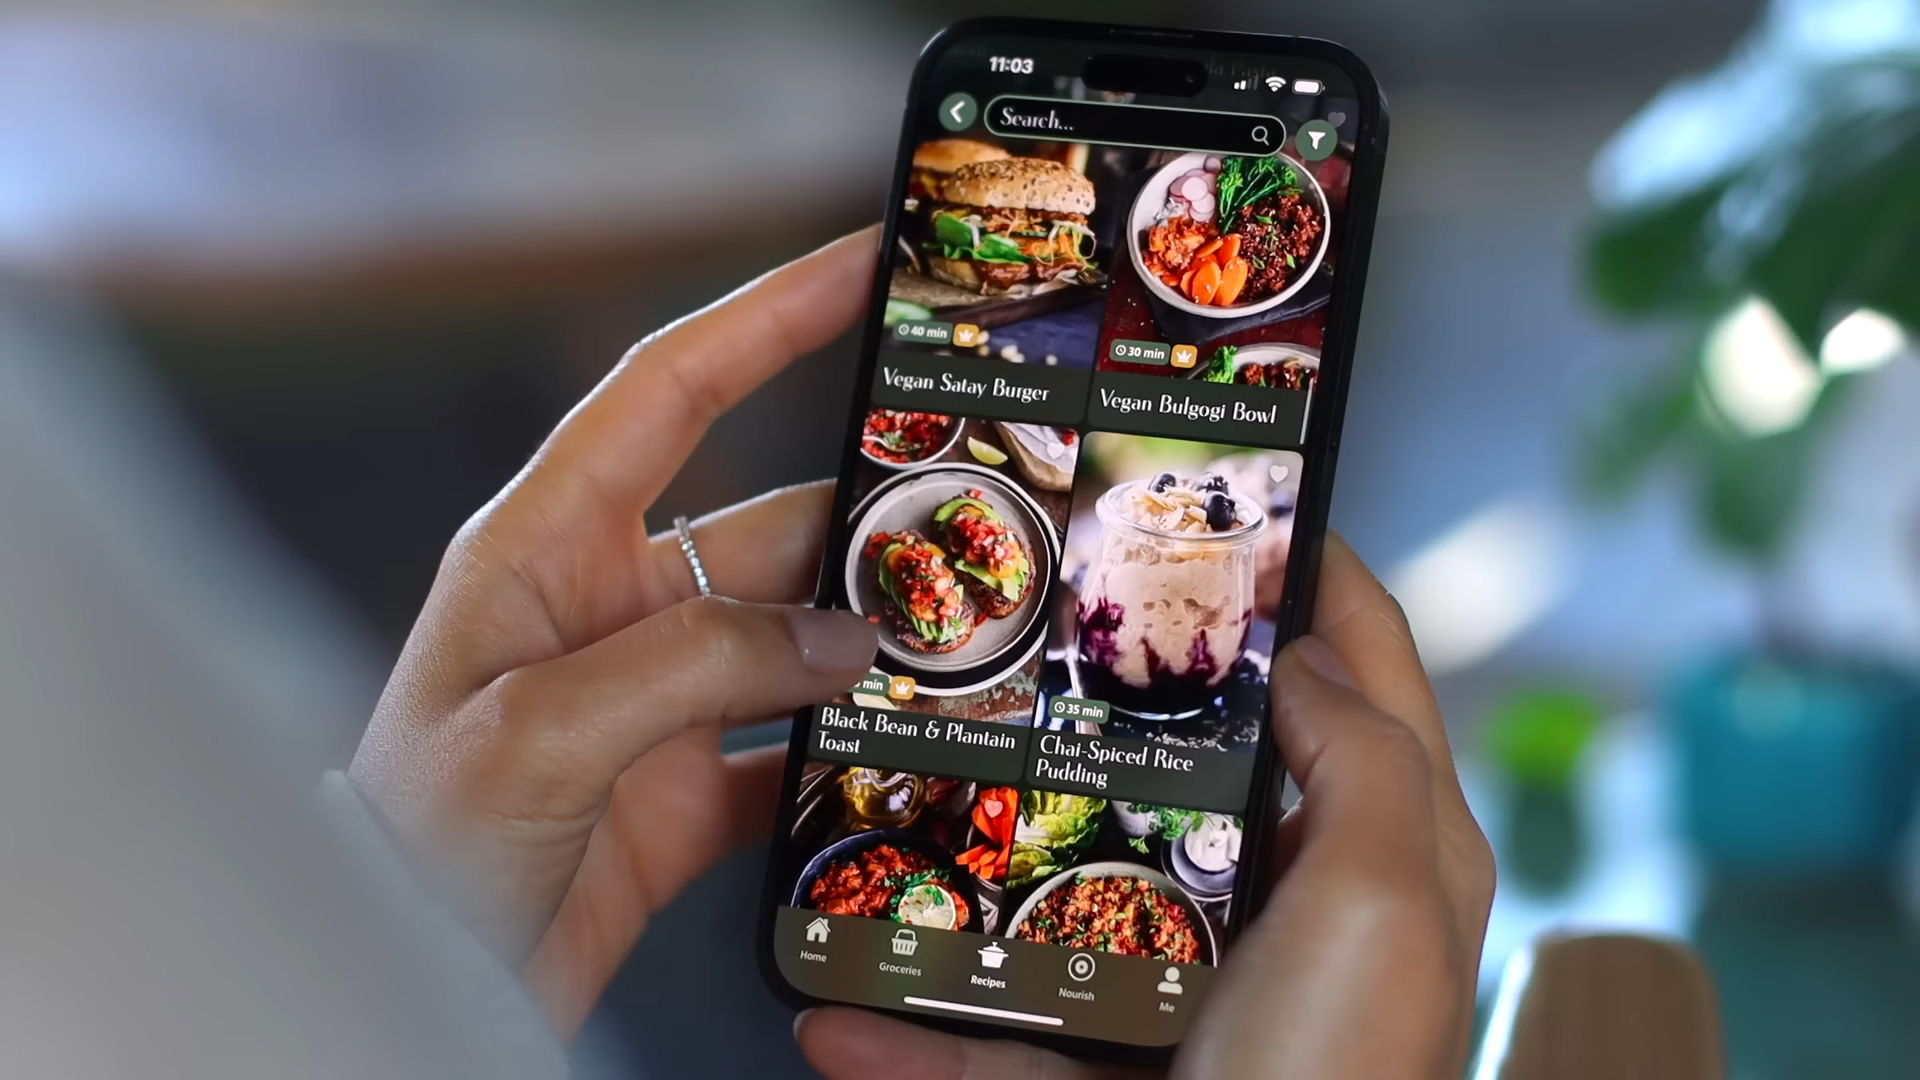 11:03
Search...
40 min
30 min
Vegan Satay Burger
Vegan Bulgogi Bowl
min
35 min
Black Bean & Plantain
Toast
Chai-Spiced Rice
Pudding
Home
Groceries
Recipes
Nourish
Me